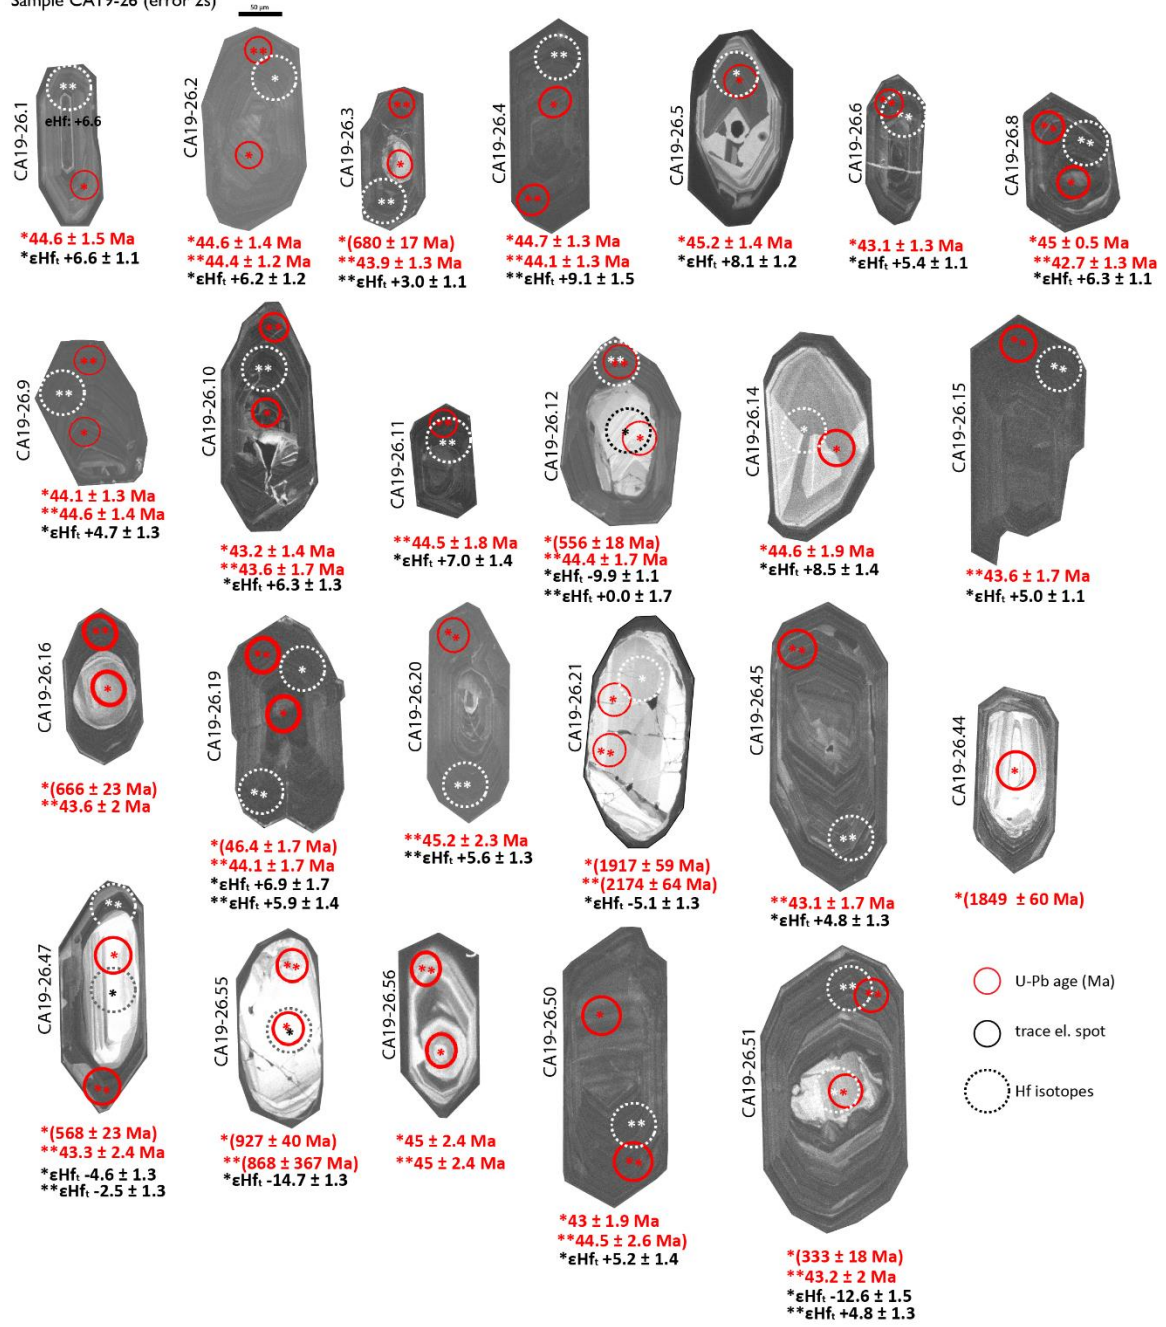 Sample CA19-26 (error 2s)
50 µm
CA19-26.1
**
eHf: +6.6
*
*44.6 ± 1.5 Ma
*εHfₜ +6.6 ± 1.1
CA19-26.2
**
*
*
*44.6 ± 1.4 Ma
**44.4 ± 1.2 Ma
*εHfₜ +6.2 ± 1.2
CA19-26.3
**
*
**
*(680 ± 17 Ma)
**43.9 ± 1.3 Ma
**εHfₜ +3.0 ± 1.1
CA19-26.4
**
*
**
*44.7 ± 1.3 Ma
**44.1 ± 1.3 Ma
**εHfₜ +9.1 ± 1.5
CA19-26.5
*
*
*45.2 ± 1.4 Ma
*εHfₜ +8.1 ± 1.2
CA19-26.6
**
**
*43.1 ± 1.3 Ma
*εHfₜ +5.4 ± 1.1
CA19-26.8
**
**
*
*45 ± 0.5 Ma
**42.7 ± 1.3 Ma
*εHfₜ +6.3 ± 1.1
CA19-26.9
**
**
*
*44.1 ± 1.3 Ma
**44.6 ± 1.4 Ma
*εHfₜ +4.7 ± 1.3
CA19-26.10
**
**
*
*43.2 ± 1.4 Ma
**43.6 ± 1.7 Ma
*εHfₜ +6.3 ± 1.3
CA19-26.11
**
**
**44.5 ± 1.8 Ma
*εHfₜ +7.0 ± 1.4
CA19-26.12
**
**
*
*
*(556 ± 18 Ma)
**44.4 ± 1.7 Ma
*εHfₜ -9.9 ± 1.1
**εHfₜ +0.0 ± 1.7
CA19-26.14
*
*
*44.6 ± 1.9 Ma
*εHfₜ +8.5 ± 1.4
CA19-26.15
**
**
**43.6 ± 1.7 Ma
*εHfₜ +5.0 ± 1.1
CA19-26.16
**
*
*(666 ± 23 Ma)
**43.6 ± 2 Ma
CA19-26.19
**
*
*
**
*(46.4 ± 1.7 Ma)
**44.1 ± 1.7 Ma
*εHfₜ +6.9 ± 1.7
**εHfₜ +5.9 ± 1.4
CA19-26.20
**
**
**45.2 ± 2.3 Ma
**εHfₜ +5.6 ± 1.3
CA19-26.21
*
*
**
*(1917 ± 59 Ma)
**(2174 ± 64 Ma)
*εHfₜ -5.1 ± 1.3
CA19-26.45
**
**
**43.1 ± 1.7 Ma
*εHfₜ +4.8 ± 1.3
CA19-26.44
*
*(1849 ± 60 Ma)
CA19-26.47
**
*
*
**
*(568 ± 23 Ma)
**43.3 ± 2.4 Ma
*εHfₜ -4.6 ± 1.3
**εHfₜ -2.5 ± 1.3
CA19-26.55
**
*
*
*(927 ± 40 Ma)
**(868 ± 367 Ma)
*εHfₜ -14.7 ± 1.3
CA19-26.56
**
*
*45 ± 2.4 Ma
**45 ± 2.4 Ma
CA19-26.50
*
**
**
*43 ± 1.9 Ma
**44.5 ± 2.6 Ma)
*εHfₜ +5.2 ± 1.4
CA19-26.51
**
**
*
*
*(333 ± 18 Ma)
**43.2 ± 2 Ma
*εHfₜ -12.6 ± 1.5
**εHfₜ +4.8 ± 1.3
U-Pb age (Ma)
trace el. spot
Hf isotopes